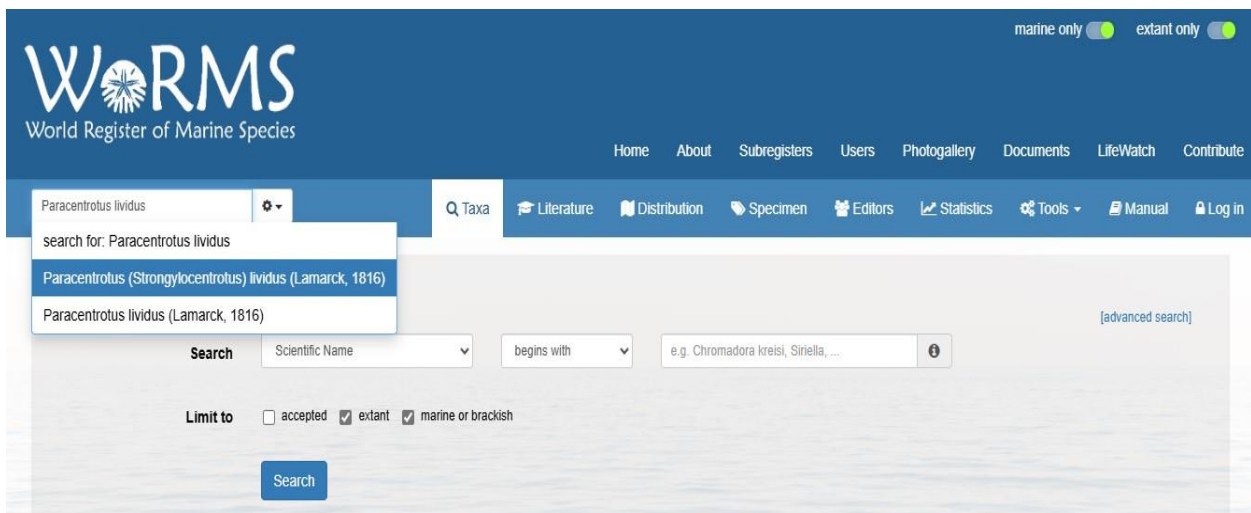 marine only extant only
WoRMS
World Register of Marine Species
Home About Subregisters Users Photogallery Documents LifeWatch Contribute
Paracentrotus lividus
Taxa Literature Distribution Specimen Editors Statistics Tools Manual Log in
search for: Paracentrotus lividus
Paracentrotus (Strongylocentrotus) lividus (Lamarck, 1816)
Paracentrotus lividus (Lamarck, 1816)
[advanced search]
Search Scientific Name begins with e.g. Chromadora kreisi, Siriella, ...
Limit to accepted extant marine or brackish
Search